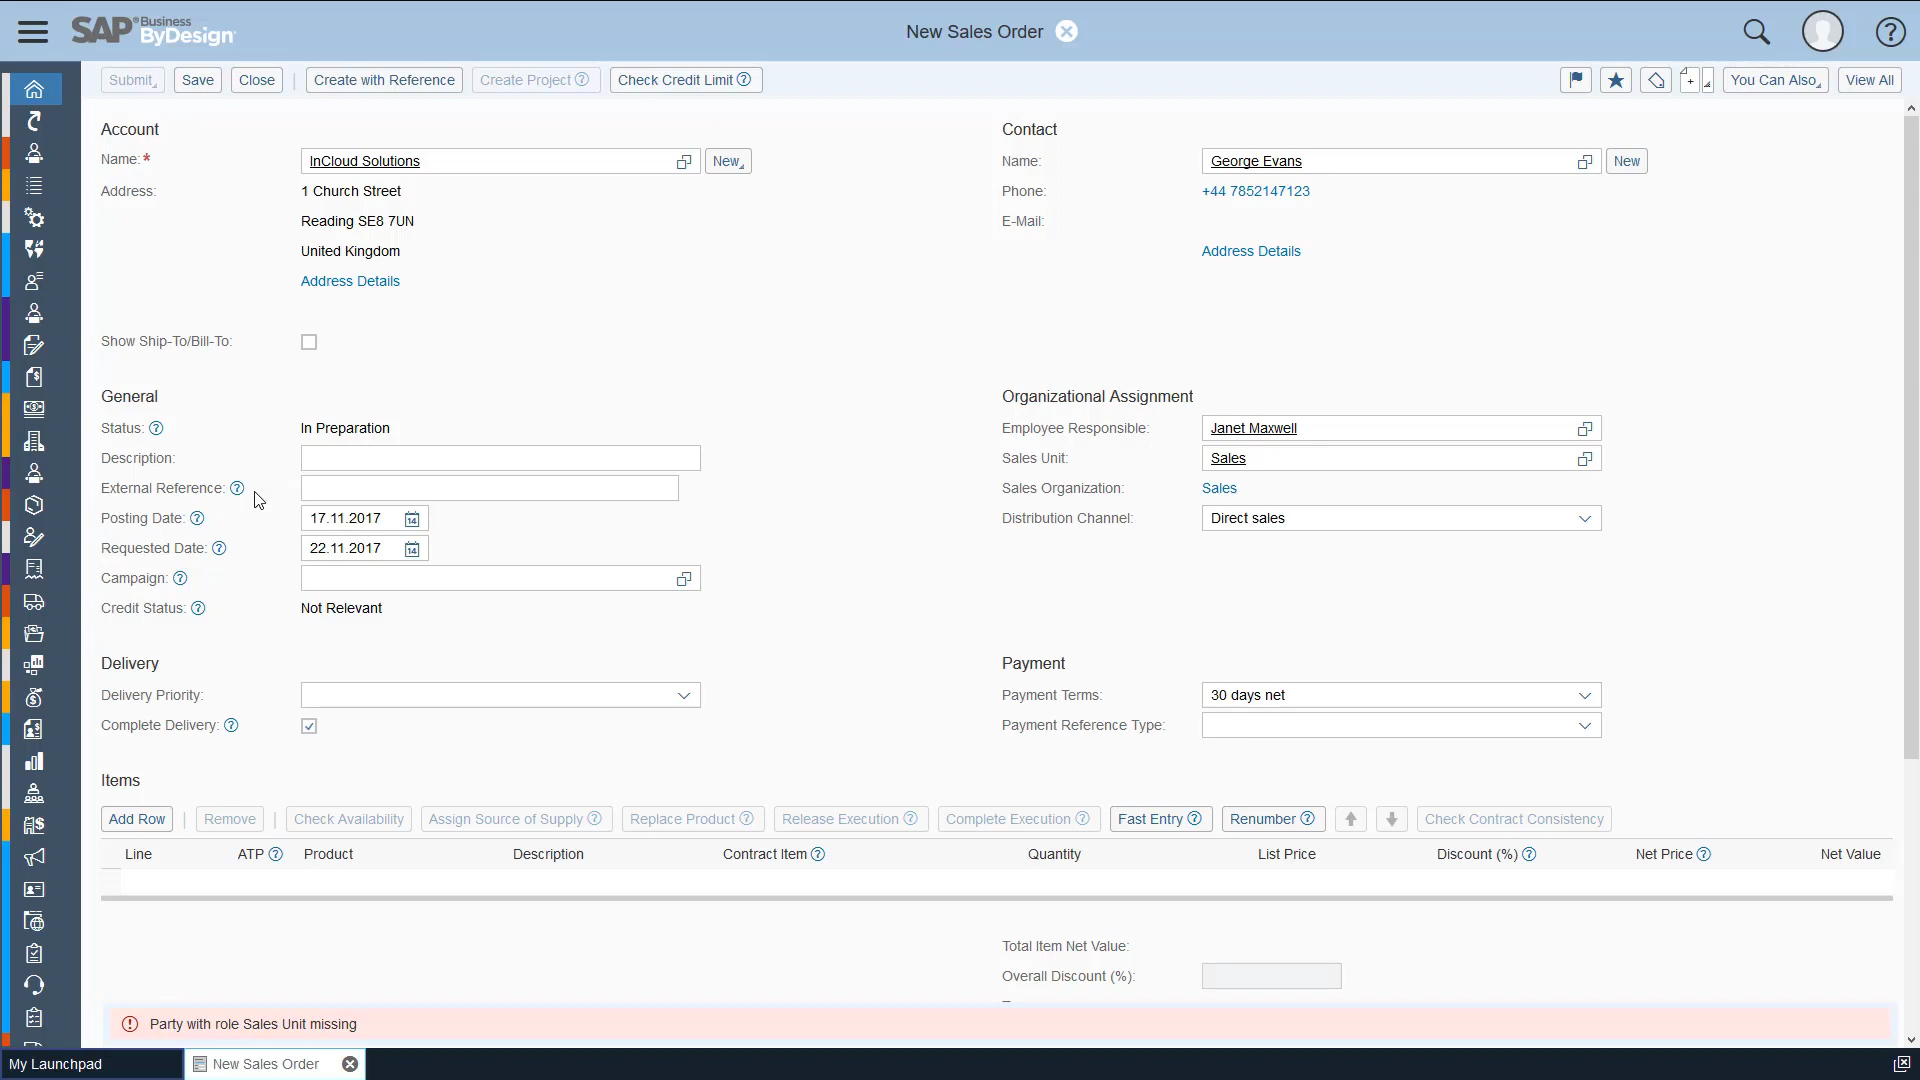 SAP Business ByDesign
New Sales Order
Submit Save Close Create with Reference Create Project Check Credit Limit You Can Also View All
Account Contact
Name: * InCloud Solutions New Name: George Evans New
Address: 1 Church Street Phone: +44 7852147123
Reading SE8 7UN E-Mail:
United Kingdom Address Details
Address Details
Show Ship-To/Bill-To:
General Organizational Assignment
Status: In Preparation Employee Responsible: Janet Maxwell
Description: Sales Unit: Sales
External Reference: Sales Organization: Sales
Posting Date: 17.11.2017 14 Distribution Channel: Direct sales
Requested Date: 22.11.2017 14
Campaign:
Credit Status: Not Relevant
Delivery Payment
Delivery Priority: Payment Terms: 30 days net
Complete Delivery: Payment Reference Type:
Items
Add Row Remove Check Availability Assign Source of Supply Replace Product Release Execution Complete Execution Fast Entry Renumber Check Contract Consistency
Line ATP Product Description Contract Item Quantity List Price Discount (%) Net Price Net Value
Total Item Net Value:
Overall Discount (%):
Party with role Sales Unit missing
My Launchpad New Sales Order